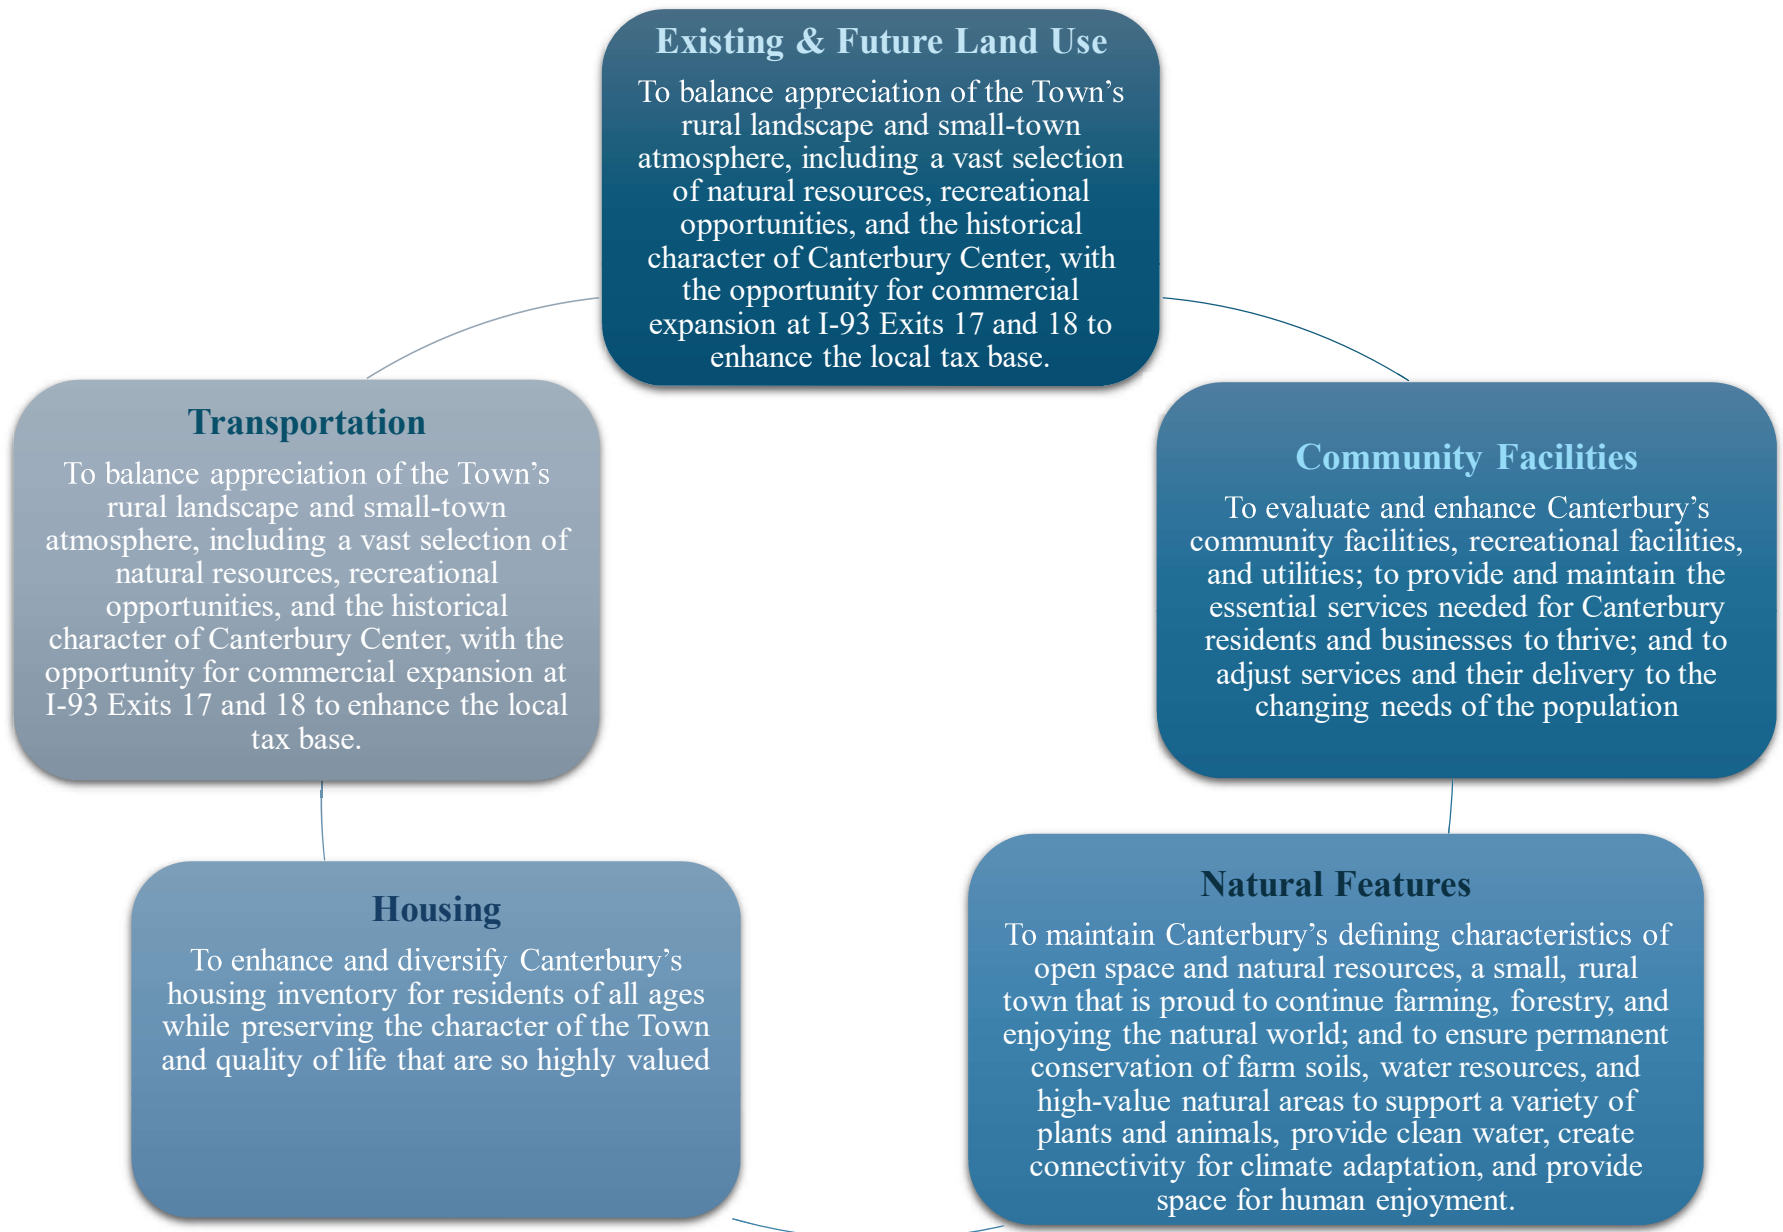 Existing & Future Land Use
To balance appreciation of the Town’s
rural landscape and small-town
atmosphere, including a vast selection
of natural resources, recreational
opportunities, and the historical
character of Canterbury Center, with
the opportunity for commercial
expansion at I-93 Exits 17 and 18 to
enhance the local tax base.
Transportation
To balance appreciation of the Town’s
rural landscape and small-town
atmosphere, including a vast selection of
natural resources, recreational
opportunities, and the historical
character of Canterbury Center, with the
opportunity for commercial expansion at
I-93 Exits 17 and 18 to enhance the local
tax base.
Community Facilities
To evaluate and enhance Canterbury’s
community facilities, recreational facilities,
and utilities; to provide and maintain the
essential services needed for Canterbury
residents and businesses to thrive; and to
adjust services and their delivery to the
changing needs of the population
Housing
To enhance and diversify Canterbury’s
housing inventory for residents of all ages
while preserving the character of the Town
and quality of life that are so highly valued
Natural Features
To maintain Canterbury’s defining characteristics of
open space and natural resources, a small, rural
town that is proud to continue farming, forestry, and
enjoying the natural world; and to ensure permanent
conservation of farm soils, water resources, and
high-value natural areas to support a variety of
plants and animals, provide clean water, create
connectivity for climate adaptation, and provide
space for human enjoyment.